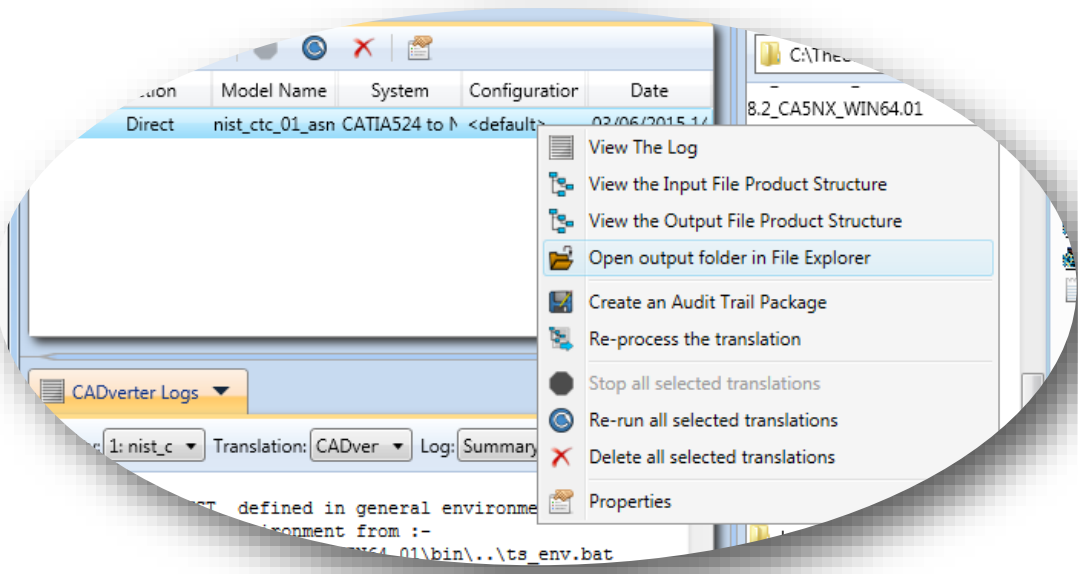 C:\
Model Name System Configuration Date
8.2_CA5NX_WIN64.01
Direct nist_ctc_01_asn CATIA524 to N <default> 03/06/2015 1
View The Log
View the Input File Product Structure
View the Output File Product Structure
Open output folder in File Explorer
Create an Audit Trail Package
Re-process the translation
Stop all selected translations
Re-run all selected translations
Delete all selected translations
Properties
CADverter Logs
1: nist_c Translation: CADver Log: Summary
defined in general environme
from :-
01\bin\..\ts_env.bat